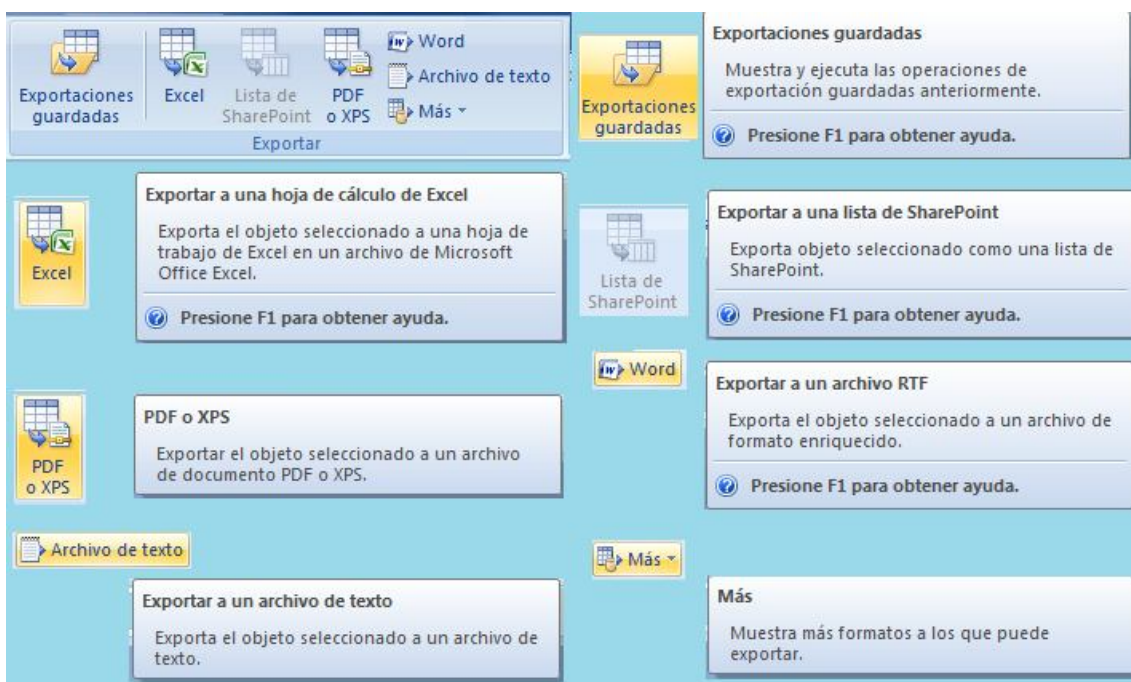 Exportaciones guardadas
Excel
Lista de SharePoint
PDF o XPS
Word
Archivo de texto
Más
Exportar
Exportaciones guardadas
Exportaciones guardadas
Muestra y ejecuta las operaciones de
exportación guardadas anteriormente.
Presione F1 para obtener ayuda.
Excel
Exportar a una hoja de cálculo de Excel
Exporta el objeto seleccionado a una hoja de
trabajo de Excel en un archivo de Microsoft
Office Excel.
Presione F1 para obtener ayuda.
Lista de
SharePoint
Exportar a una lista de SharePoint
Exporta objeto seleccionado como una lista de
SharePoint.
Presione F1 para obtener ayuda.
PDF
o XPS
PDF o XPS
Exportar el objeto seleccionado a un archivo
de documento PDF o XPS.
Word
Exportar a un archivo RTF
Exporta el objeto seleccionado a un archivo de
formato enriquecido.
Presione F1 para obtener ayuda.
Archivo de texto
Exportar a un archivo de texto
Exporta el objeto seleccionado a un archivo de
texto.
Más
Más
Muestra más formatos a los que puede
exportar.